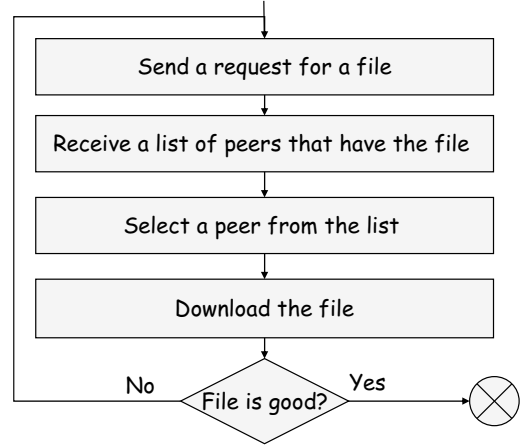 Send a request for a file
Receive a list of peers that have the file
Select a peer from the list
Download the file
File is good?
No
Yes